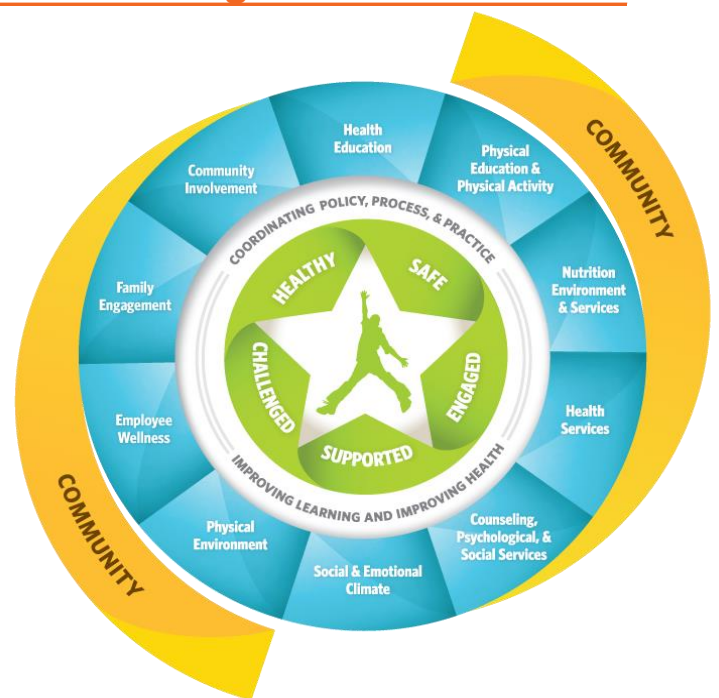 COMMUNITY
Health
Education
Physical
Education &
Physical Activity
Nutrition
Environment
& Services
Health
Services
Counseling,
Psychological, &
Social Services
Social & Emotional
Climate
Physical
Environment
Employee
Wellness
Family
Engagement
Community
Involvement
COORDINATING POLICY, PROCESS, & PRACTICE
IMPROVING LEARNING AND IMPROVING HEALTH
HEALTHY
SAFE
ENGAGED
SUPPORTED
CHALLENGED
COMMUNITY